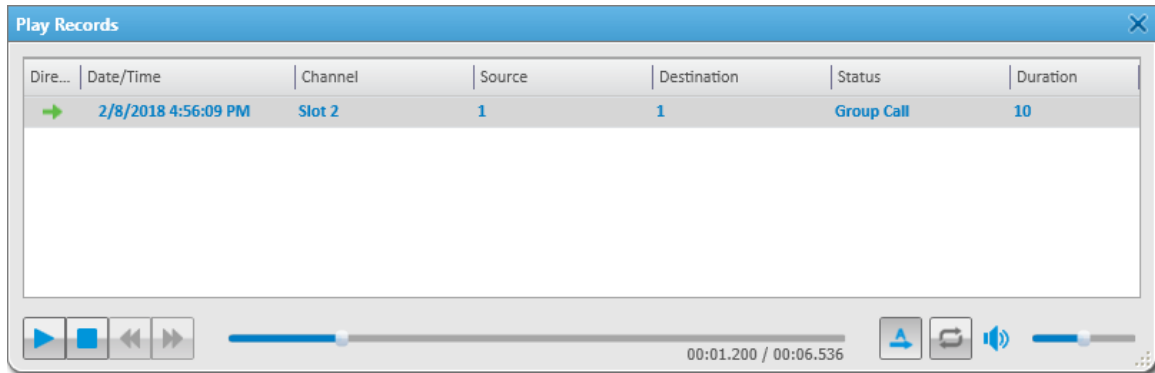 Play Records
Dire... Date/Time Channel Source Destination Status Duration
2/8/2018 4:56:09 PM Slot 2 1 1 Group Call 10
00:01.200 / 00:06.536
A